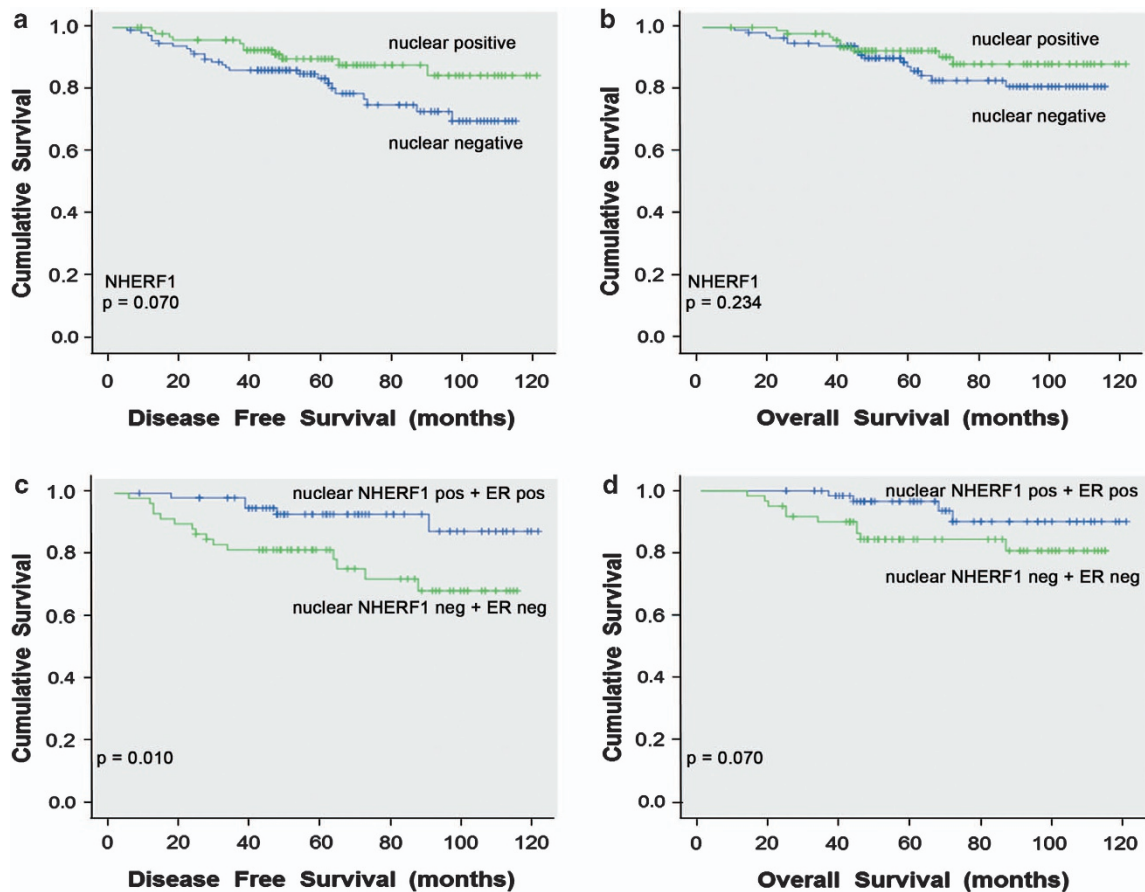 a
1.0
0.8
0.6
0.4
0.2
0.0
Cumulative Survival
nuclear positive
nuclear negative
NHERF1
p = 0.070
0 20 40 60 80 100 120
Disease Free Survival (months)
b
1.0
0.8
0.6
0.4
0.2
0.0
Cumulative Survival
nuclear positive
nuclear negative
NHERF1
p = 0.234
0 20 40 60 80 100 120
Overall Survival (months)
c
1.0
0.8
0.6
0.4
0.2
0.0
Cumulative Survival
nuclear NHERF1 pos + ER pos
nuclear NHERF1 neg + ER neg
p = 0.010
0 20 40 60 80 100 120
Disease Free Survival (months)
d
1.0
0.8
0.6
0.4
0.2
0.0
Cumulative Survival
nuclear NHERF1 pos + ER pos
nuclear NHERF1 neg + ER neg
p = 0.070
0 20 40 60 80 100 120
Overall Survival (months)